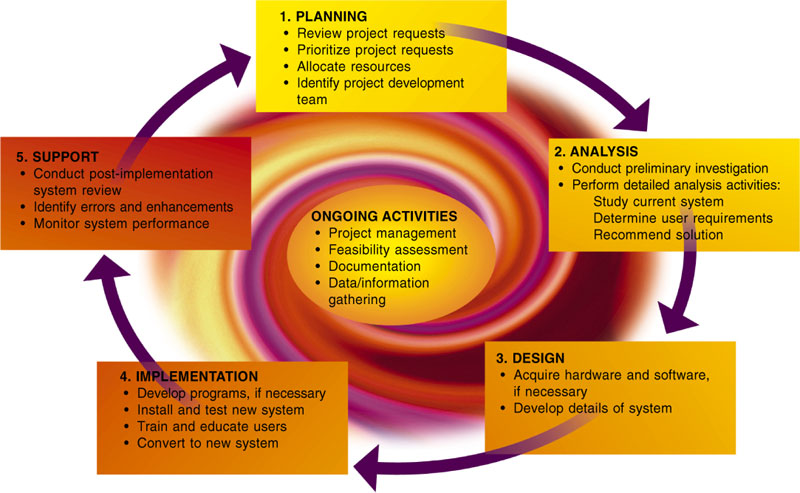 1. PLANNING
• Review project requests
• Prioritize project requests
• Allocate resources
• Identify project development
team
2. ANALYSIS
• Conduct preliminary investigation
• Perform detailed analysis activities:
Study current system
Determine user requirements
Recommend solution
3. DESIGN
• Acquire hardware and software,
if necessary
• Develop details of system
4. IMPLEMENTATION
• Develop programs, if necessary
• Install and test new system
• Train and educate users
• Convert to new system
5. SUPPORT
• Conduct post-implementation
system review
• Identify errors and enhancements
• Monitor system performance
ONGOING ACTIVITIES
• Project management
• Feasibility assessment
• Documentation
• Data/information
gathering